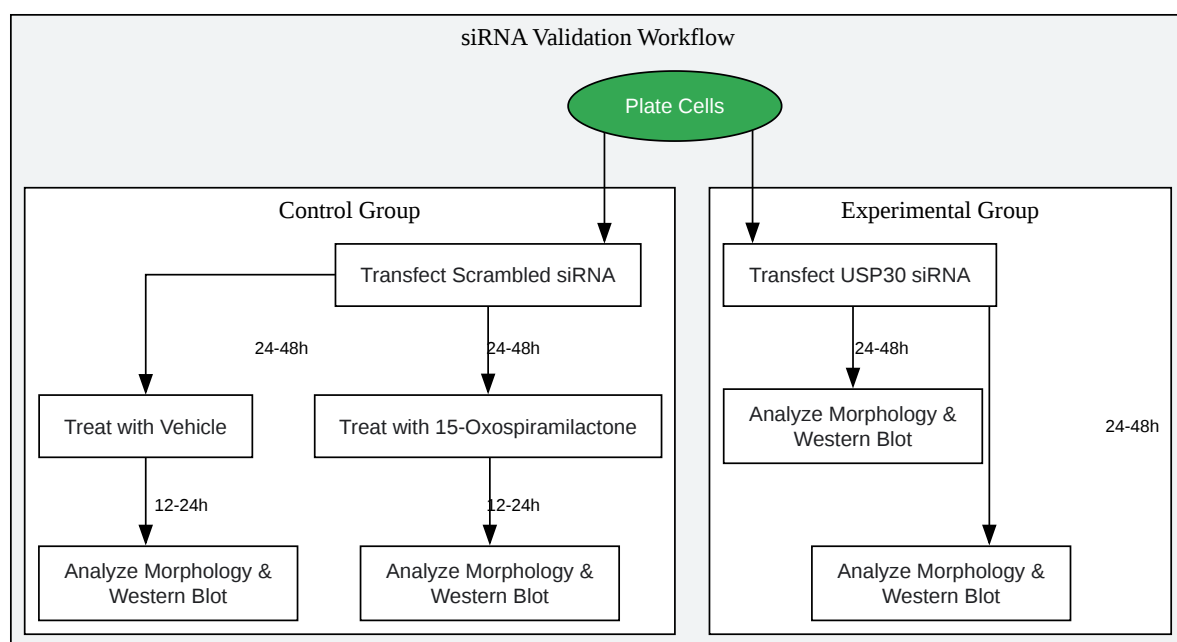 siRNA Validation Workflow
Plate Cells
Control Group
Transfect Scrambled siRNA
24-48h
24-48h
Treat with Vehicle
Treat with 15-Oxospiramilactone
12-24h
12-24h
Analyze Morphology &
Western Blot
Analyze Morphology &
Western Blot
Experimental Group
Transfect USP30 siRNA
24-48h
Analyze Morphology &
Western Blot
24-48h
Analyze Morphology &
Western Blot